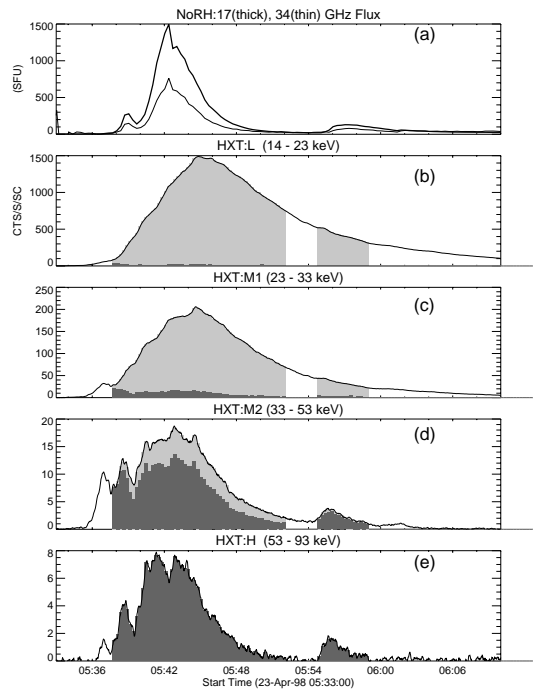 NoRH:17(thick), 34(thin) GHz Flux
(a)
(SFU)
1500
1000
500
0
HXT:L (14 - 23 keV)
(b)
CTS/S/SC
1500
1000
500
0
HXT:M1 (23 - 33 keV)
(c)
250
200
150
100
50
0
HXT:M2 (33 - 53 keV)
(d)
20
15
10
5
0
HXT:H (53 - 93 keV)
(e)
8
6
4
2
0
05:36 05:42 05:48 05:54 06:00 06:06
Start Time (23-Apr-98 05:33:00)